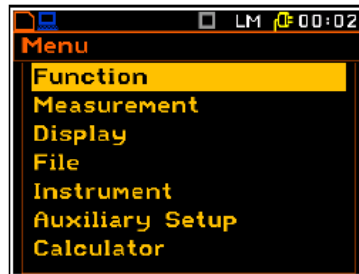 LM 00:02
Menu
Function
Measurement
Display
File
Instrument
Auxiliary Setup
Calculator